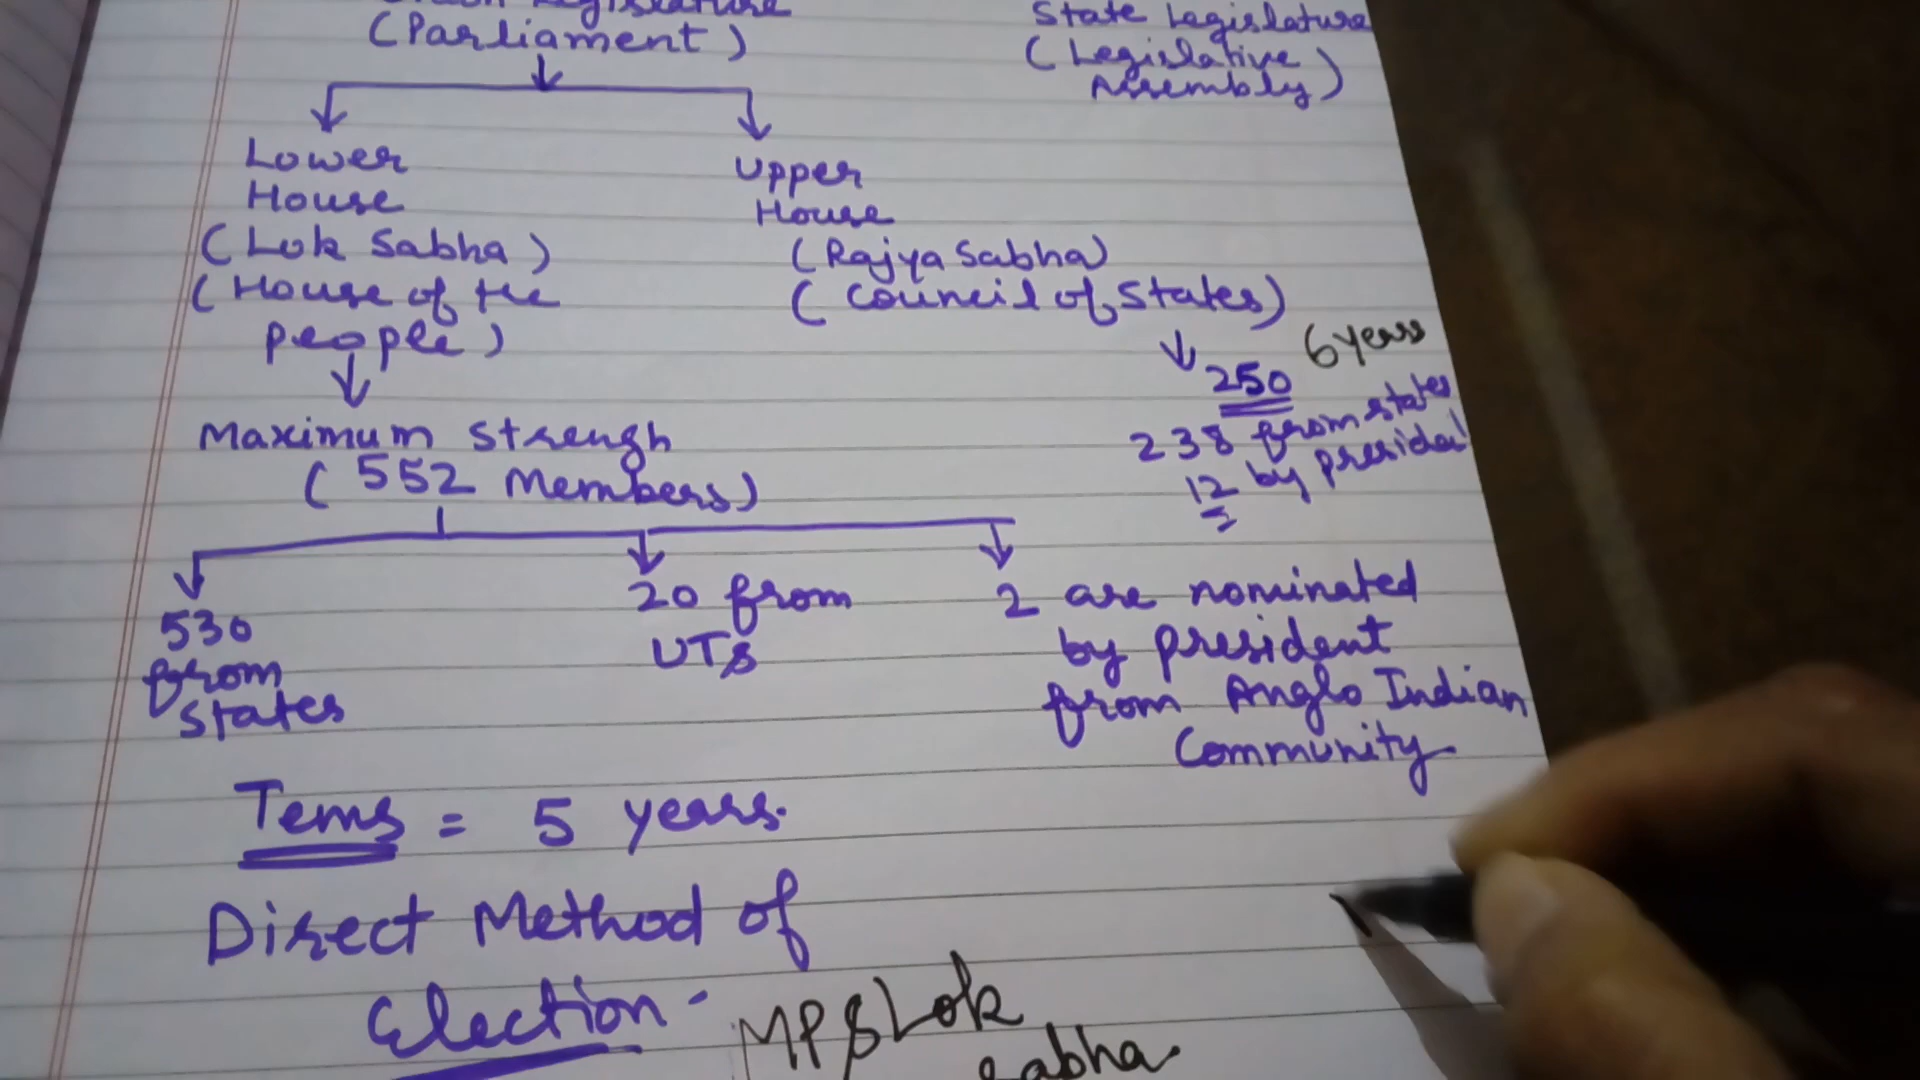 Legislature
(Parliament)
State Legislature
(Legislative
Assembly)
Lower
House
(Lok Sabha)
(House of the
people)
Upper
House
(Rajya Sabha)
(Council of States)
6 years
250
238 from states
12 by president
Maximum Strengh
(552 Members)
530
from
states
20 from
UTs
2 are nominated
by president
from Anglo Indian
Community
Tems = 5 years.
Direct Method of
Election -
MPs Lok
Sabha.